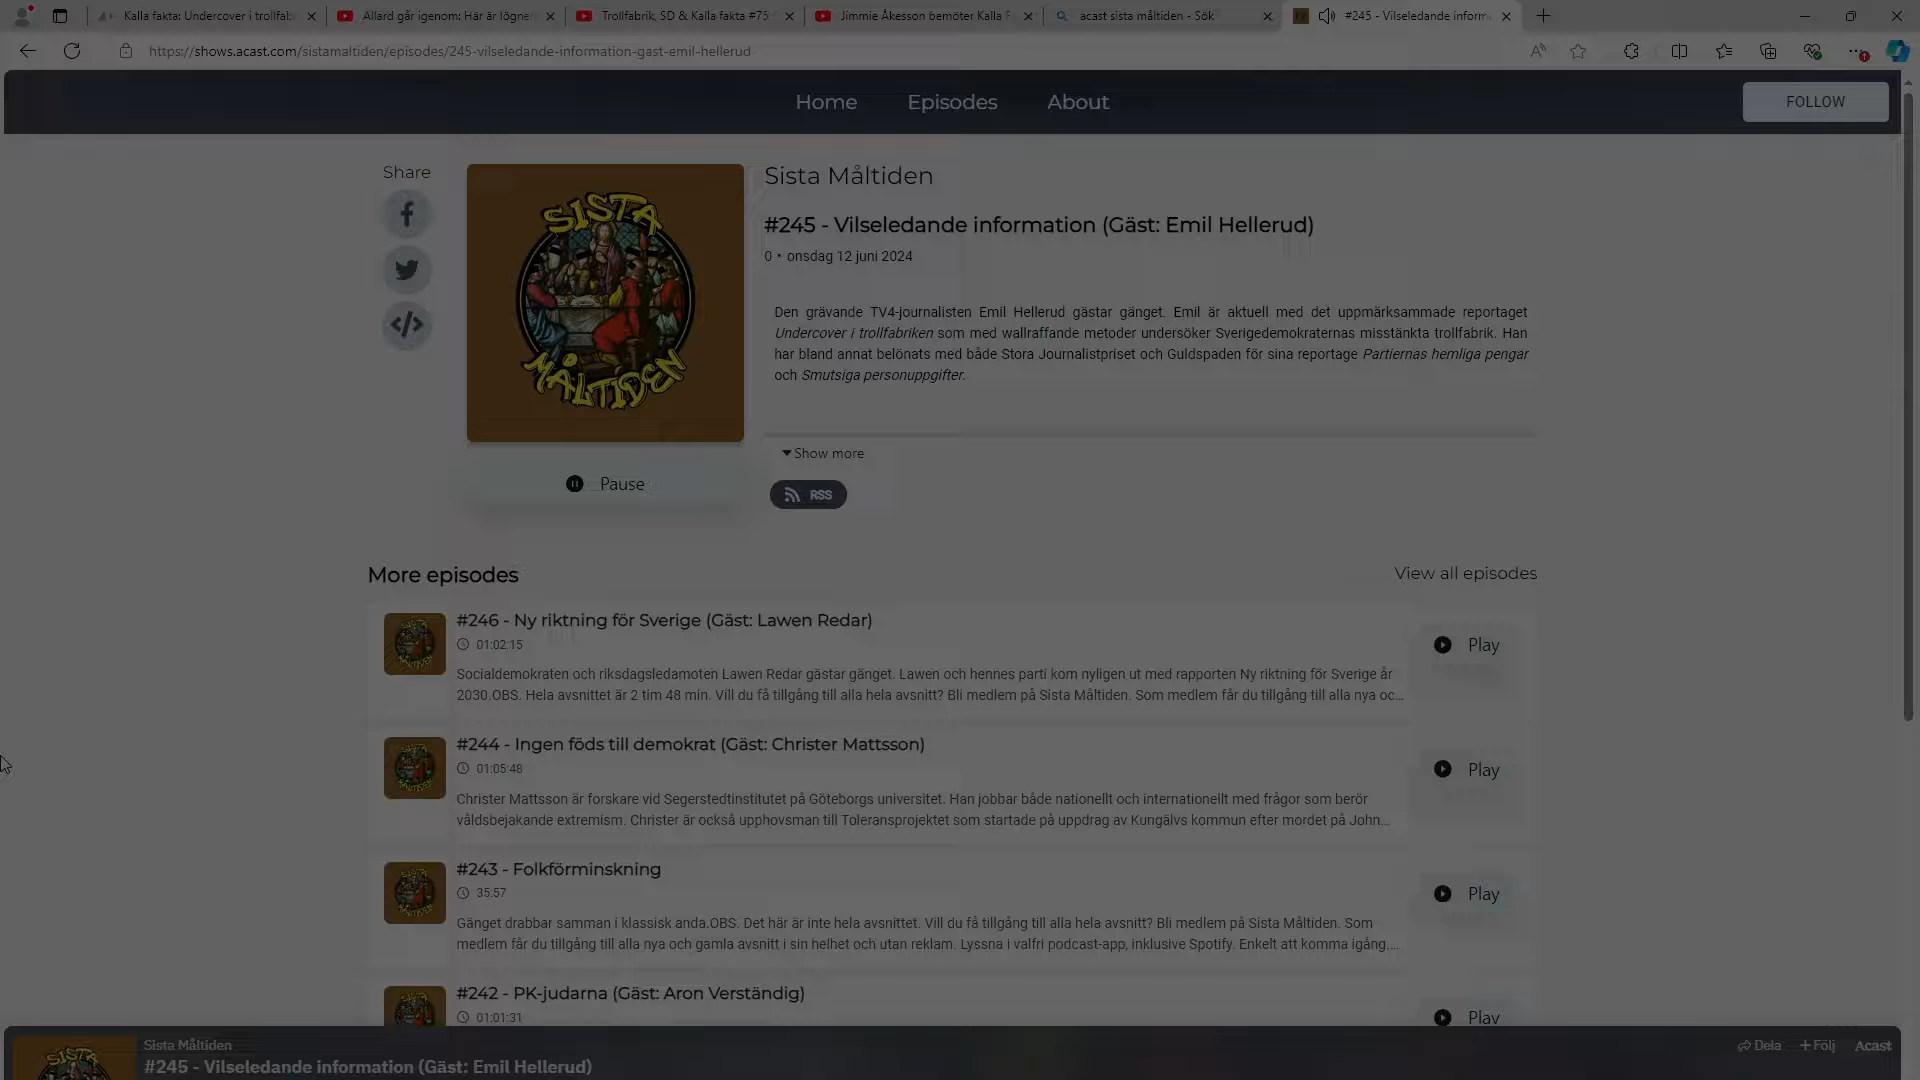 Kalla fakta: Undercover i trollfab
Allard går igenom: Här är lögner
Trollfabrik, SD & Kalla fakta #75
Jimmie Åkesson bemöter Kalla F
acast sista måltiden - Sök
#245 - Vilseledande inform
https://shows.acast.com/sistamaltiden/episodes/245-vilseledande-information-gast-emil-hellerud
Home Episodes About FOLLOW
Share
SISTA
MÅLTIDEN
Sista Måltiden
#245 - Vilseledande information (Gäst: Emil Hellerud)
0 • onsdag 12 juni 2024
Den grävande TV4-journalisten Emil Hellerud gästar gänget. Emil är aktuell med det uppmärksammade reportaget
Undercover i trollfabriken som med wallraffande metoder undersöker Sverigedemokraternas misstänkta trollfabrik. Han
har bland annat belönats med både Stora Journalistpriset och Guldspaden för sina reportage Partiernas hemliga pengar
och Smutsiga personuppgifter.
Show more
Pause
RSS
More episodes
View all episodes
#246 - Ny riktning för Sverige (Gäst: Lawen Redar)
01:02:15
Play
Socialdemokraten och riksdagsledamoten Lawen Redar gästar gänget. Lawen och hennes parti kom nyligen ut med rapporten Ny riktning för Sverige år
2030.OBS. Hela avsnittet är 2 tim 48 min. Vill du få tillgång till alla hela avsnitt? Bli medlem på Sista Måltiden. Som medlem får du tillgång till alla nya oc...
#244 - Ingen föds till demokrat (Gäst: Christer Mattsson)
01:05:48
Play
Christer Mattsson är forskare vid Segerstedtinstitutet på Göteborgs universitet. Han jobbar både nationellt och internationellt med frågor som berör
våldsbejakande extremism. Christer är också upphovsman till Toleransprojektet som startade på uppdrag av Kungälvs kommun efter mordet på John...
#243 - Folkförminskning
35:57
Play
Gänget drabbar samman i klassisk anda.OBS. Det här är inte hela avsnittet. Vill du få tillgång till alla hela avsnitt? Bli medlem på Sista Måltiden. Som
medlem får du tillgång till alla nya och gamla avsnitt i sin helhet och utan reklam. Lyssna i valfri podcast-app, inklusive Spotify. Enkelt att komma igång....
#242 - PK-judarna (Gäst: Aron Verständig)
01:01:31
Play
SISTA
Sista Måltiden
#245 - Vilseledande information (Gäst: Emil Hellerud)
Dela + Följ Acast